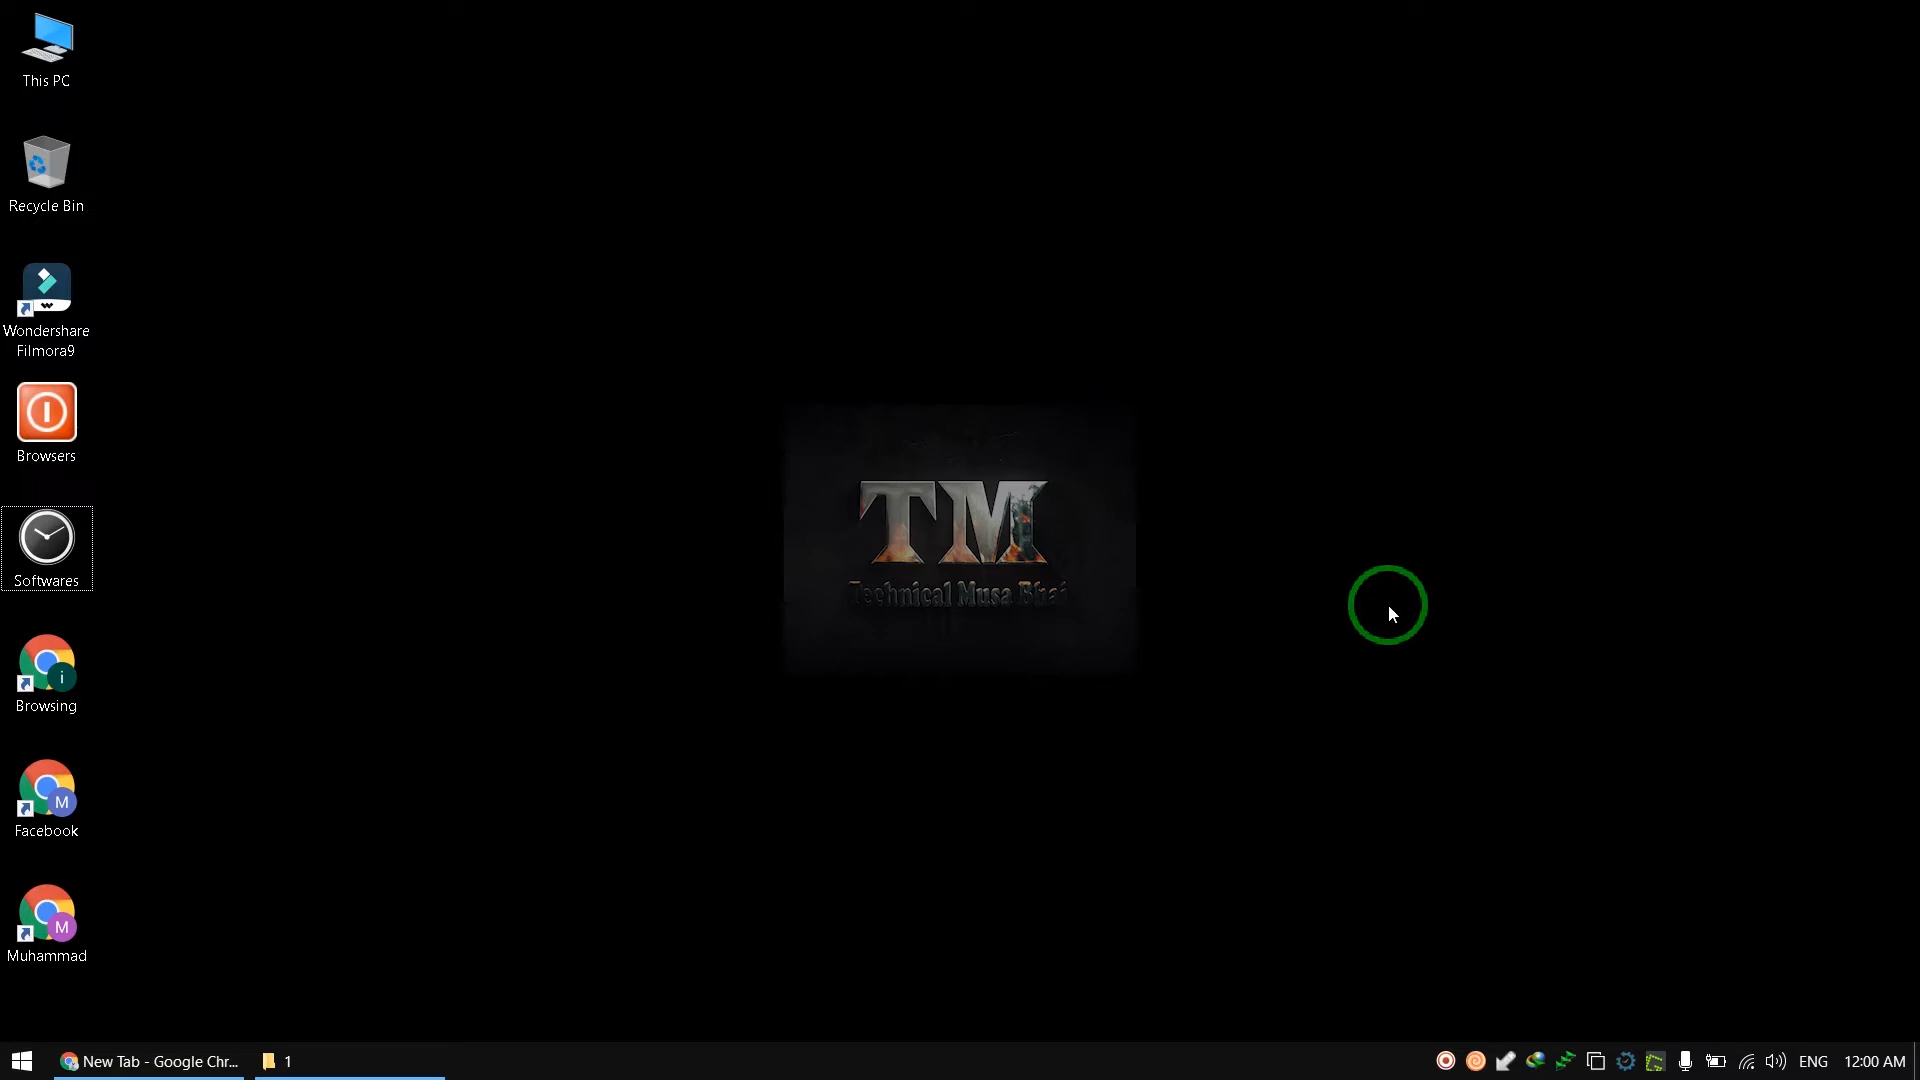 This PC
Recycle Bin
Wondershare
Filmora9
Browsers
Softwares
i
Browsing
M
Facebook
M
Muhammad
TM
Technical Musa Bhai
New Tab - Google Chr...
1
ENG
12:00 AM